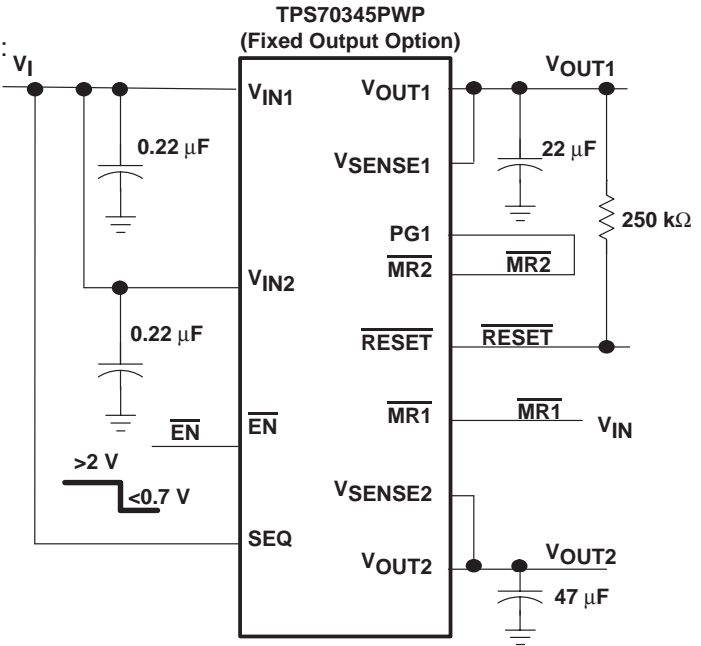 TPS70345PWP
(Fixed Output Option)
:
VI
VOUT1
VIN1
VOUT1
0.22 μF
22 μF
VSENSE1
250 kΩ
PG1
MR2
MR2
VIN2
0.22 μF
RESET
RESET
EN
EN
MR1
MR1
VIN
>2 V
<0.7 V
VSENSE2
SEQ
VOUT2
VOUT2
47 μF